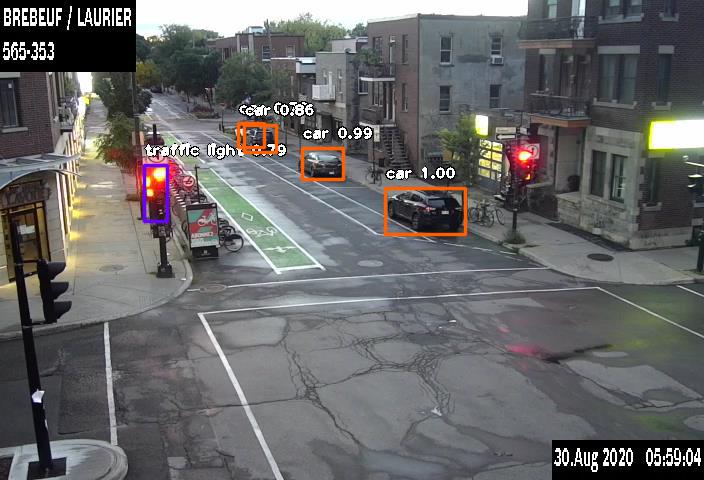 BREBEUF / LAURIER
565-353
car 0.86
car 0.99
traffic light 0.79
car 1.00
30.Aug 2020 05:59:04